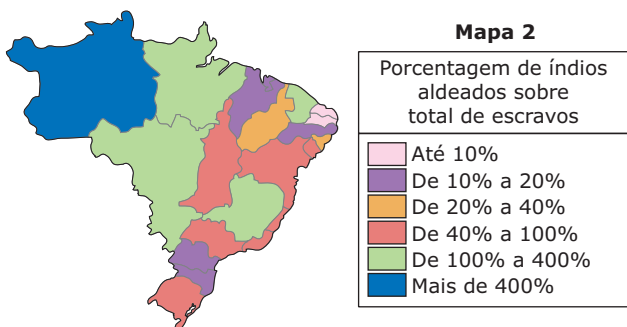 Mapa 2
Porcentagem de índios
aldeados sobre
total de escravos
Até 10%
De 10% a 20%
De 20% a 40%
De 40% a 100%
De 100% a 400%
Mais de 400%